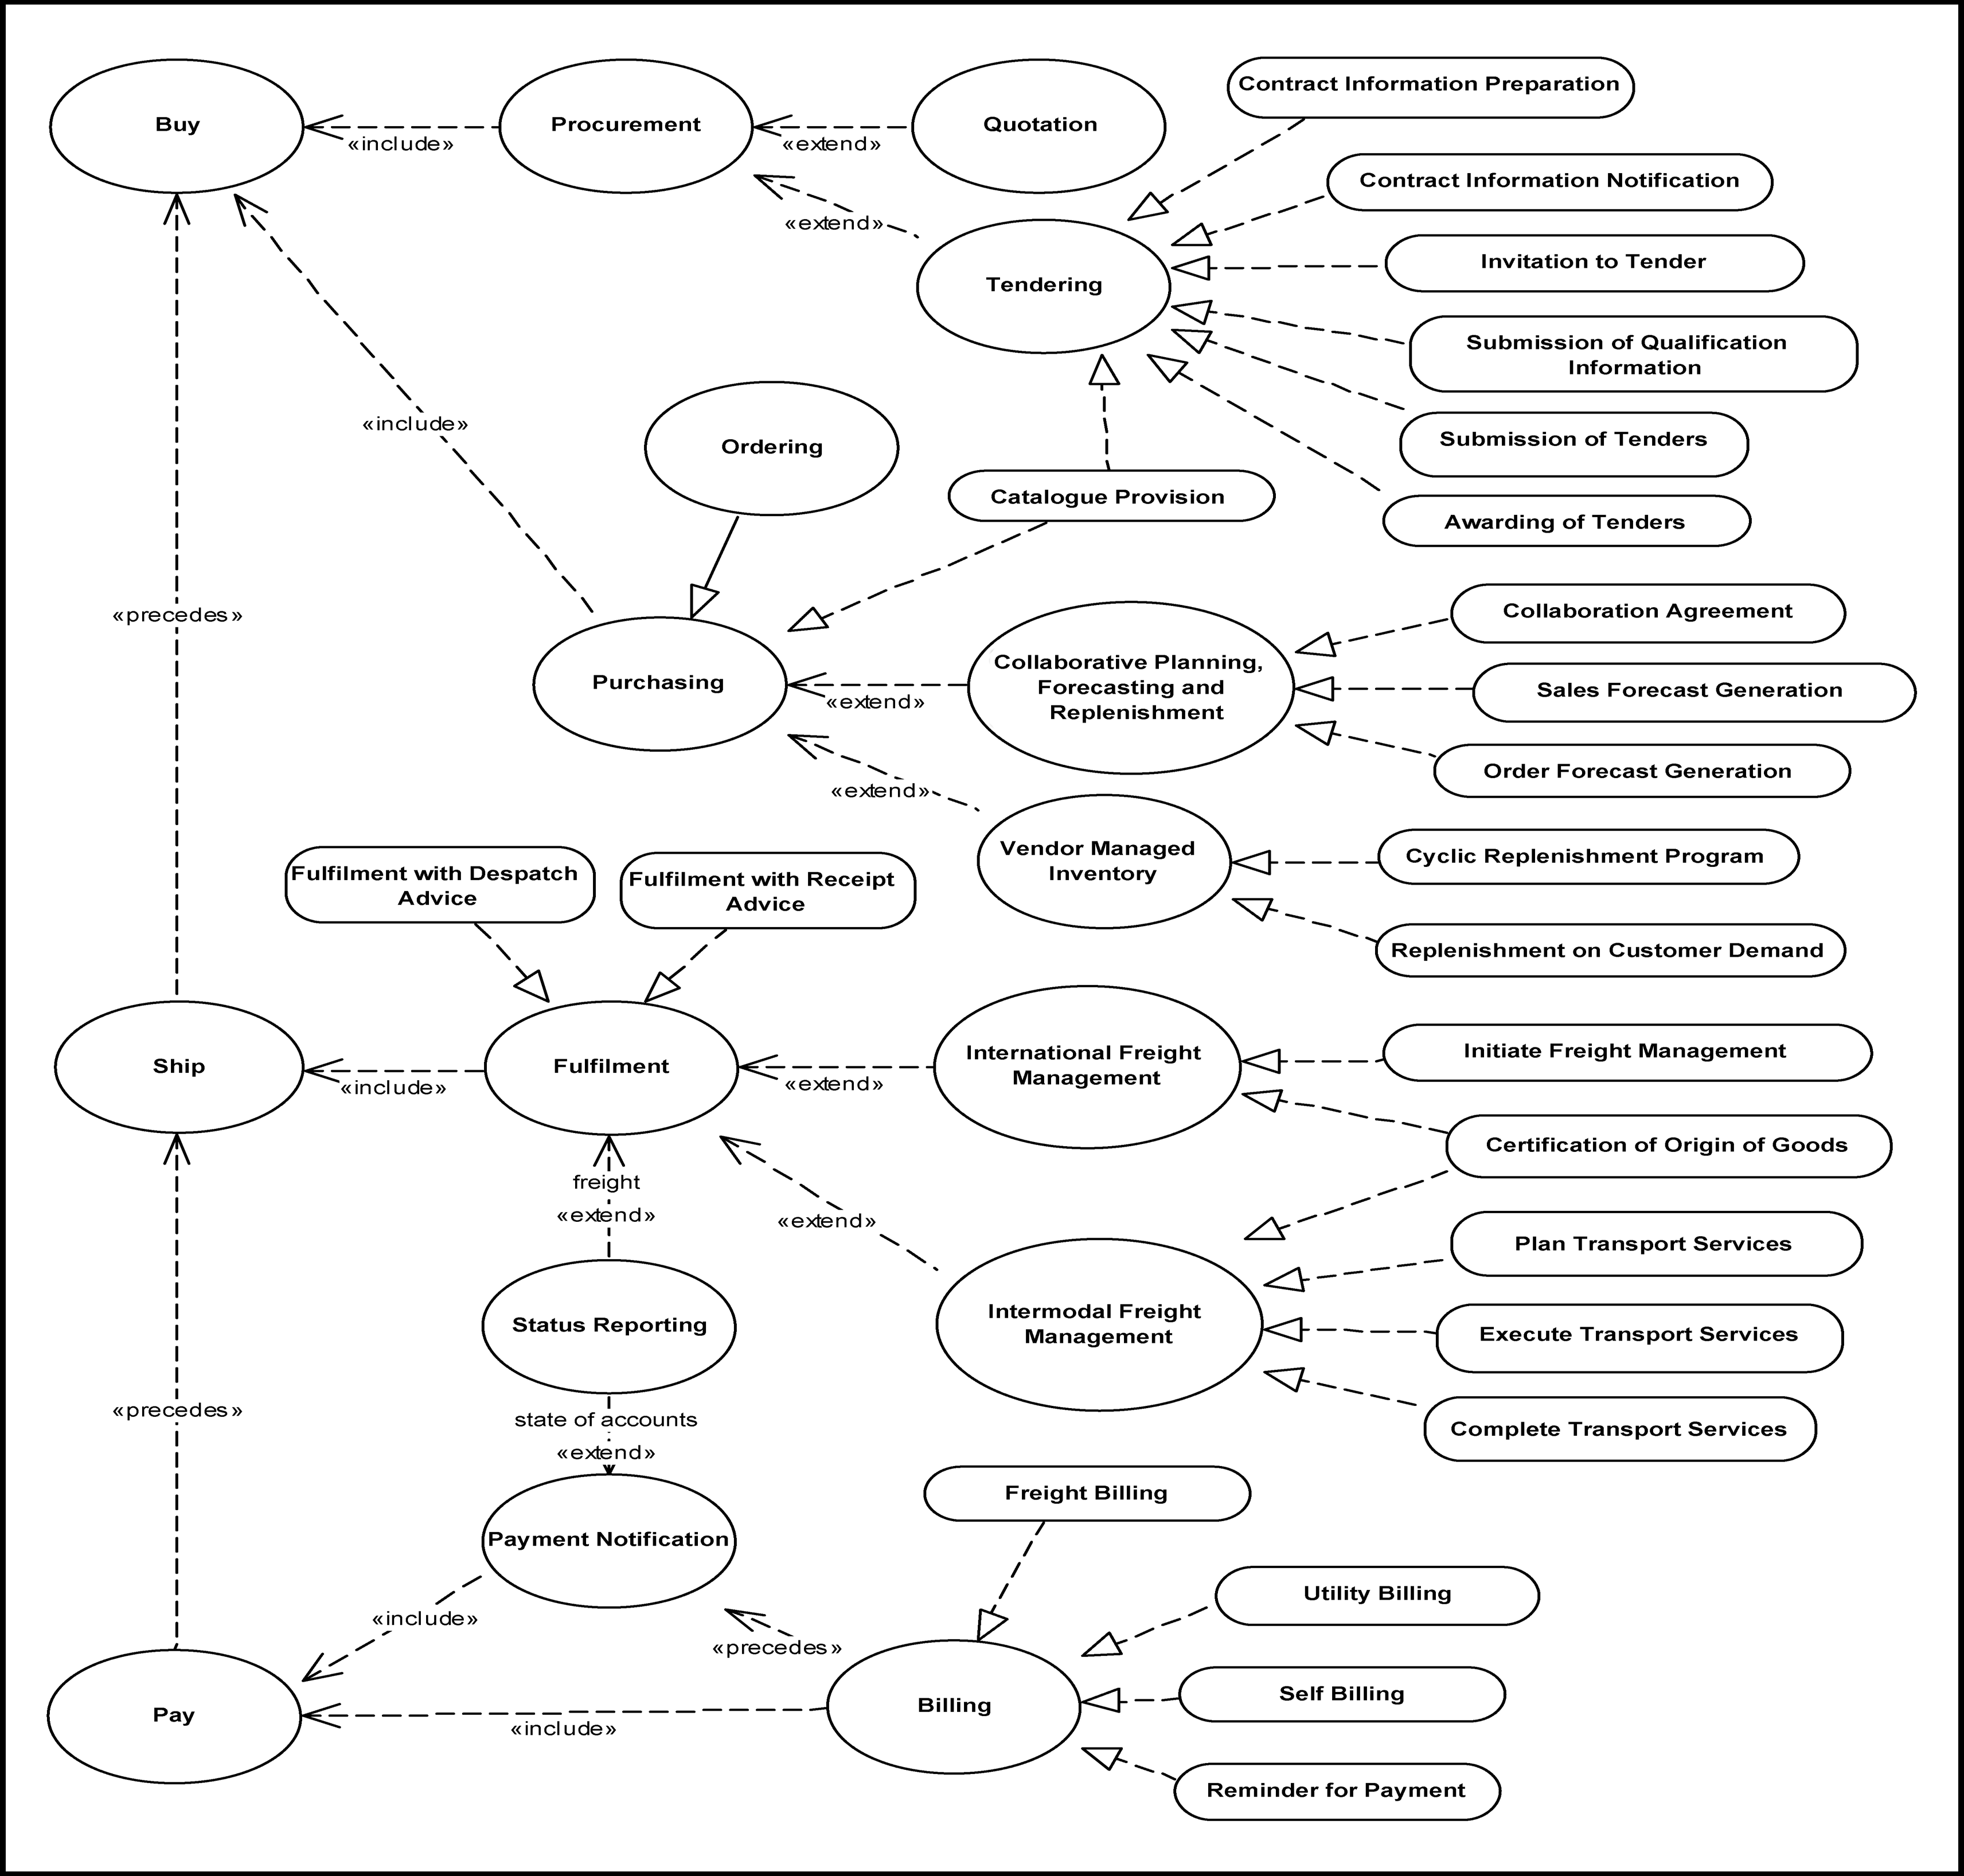 Buy
«include»
Procurement
«extend»
Quotation
Contract Information Preparation
Contract Information Notification
«extend»
Tendering
Invitation to Tender
Submission of Qualification
Information
Submission of Tenders
Awarding of Tenders
«include»
Ordering
Catalogue Provision
«precedes»
Purchasing
«extend»
Collaborative Planning,
Forecasting and
Replenishment
Collaboration Agreement
Sales Forecast Generation
Order Forecast Generation
«extend»
Vendor Managed
Inventory
Cyclic Replenishment Program
Replenishment on Customer Demand
Fulfilment with Despatch
Advice
Fulfilment with Receipt
Advice
Ship
«include»
Fulfilment
«extend»
International Freight
Management
Initiate Freight Management
Certification of Origin of Goods
freight
«extend»
«extend»
Status Reporting
Intermodal Freight
Management
Plan Transport Services
Execute Transport Services
Complete Transport Services
«precedes»
state of accounts
«extend»
Payment Notification
Freight Billing
«include»
«precedes»
Utility Billing
Pay
«include»
Billing
Self Billing
Reminder for Payment